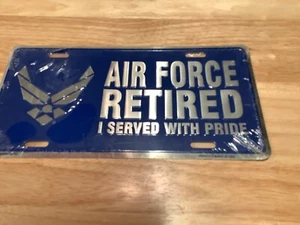 AIR FORCE
RETIRED
I SERVED WITH PRIDE